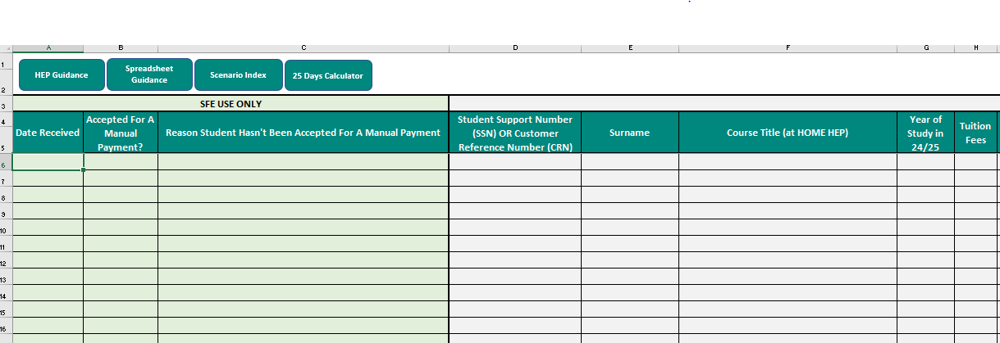 A B C D E F G H
1
HEP Guidance
Spreadsheet
Guidance
Scenario Index
25 Days Calculator
2
3
SFE USE ONLY
4
5
Date Received
Accepted For A
Manual
Payment?
Reason Student Hasn't Been Accepted For A Manual Payment
Student Support Number
(SSN) OR Customer
Reference Number (CRN)
Surname
Course Title (at HOME HEP)
Year of
Study in
24/25
Tuition
Fees
6
7
8
9
10
11
12
13
14
15
16